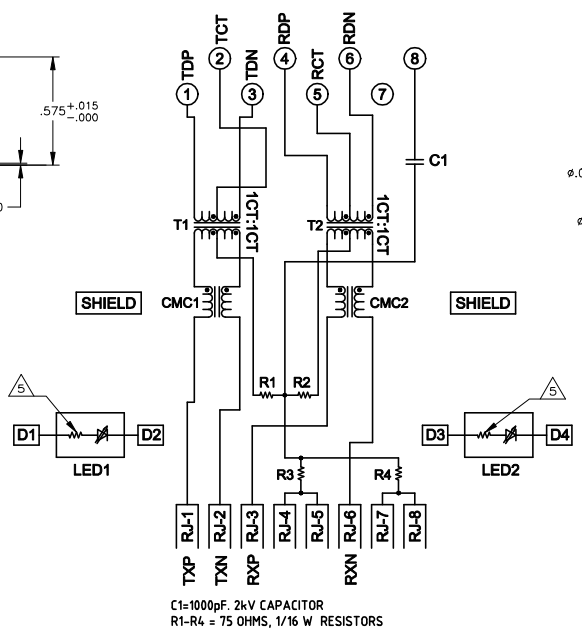 TDP
TCT
TDN
RDP
RCT
RDN
1
2
3
4
5
6
7
8
.575 +.015
-.000
C1
Ø.0
T1
1CT:1CT
T2
1CT:1CT
SHIELD
CMC1
CMC2
SHIELD
R1
R2
5
5
D1
D2
LED1
D3
D4
LED2
R3
R4
RJ-1
RJ-2
RJ-3
RJ-4
RJ-5
RJ-6
RJ-7
RJ-8
TXP
TXN
RXP
RXN
C1=1000pF. 2kV CAPACITOR
R1-R4 = 75 OHMS, 1/16 W RESISTORS